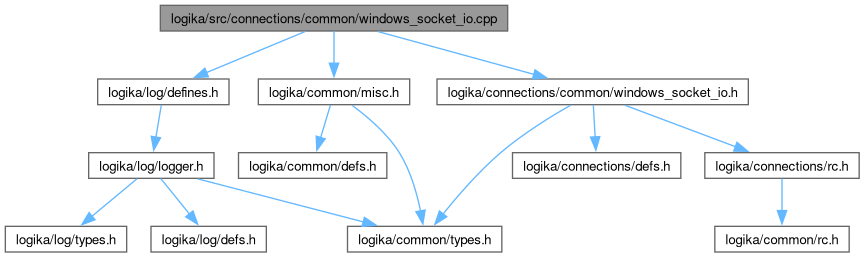 logika/src/connections/common/windows_socket_io.cpp
logika/log/defines.h
logika/common/misc.h
logika/connections/common/windows_socket_io.h
logika/log/logger.h
logika/common/defs.h
logika/connections/defs.h
logika/connections/rc.h
logika/log/types.h
logika/log/defs.h
logika/common/types.h
logika/common/rc.h